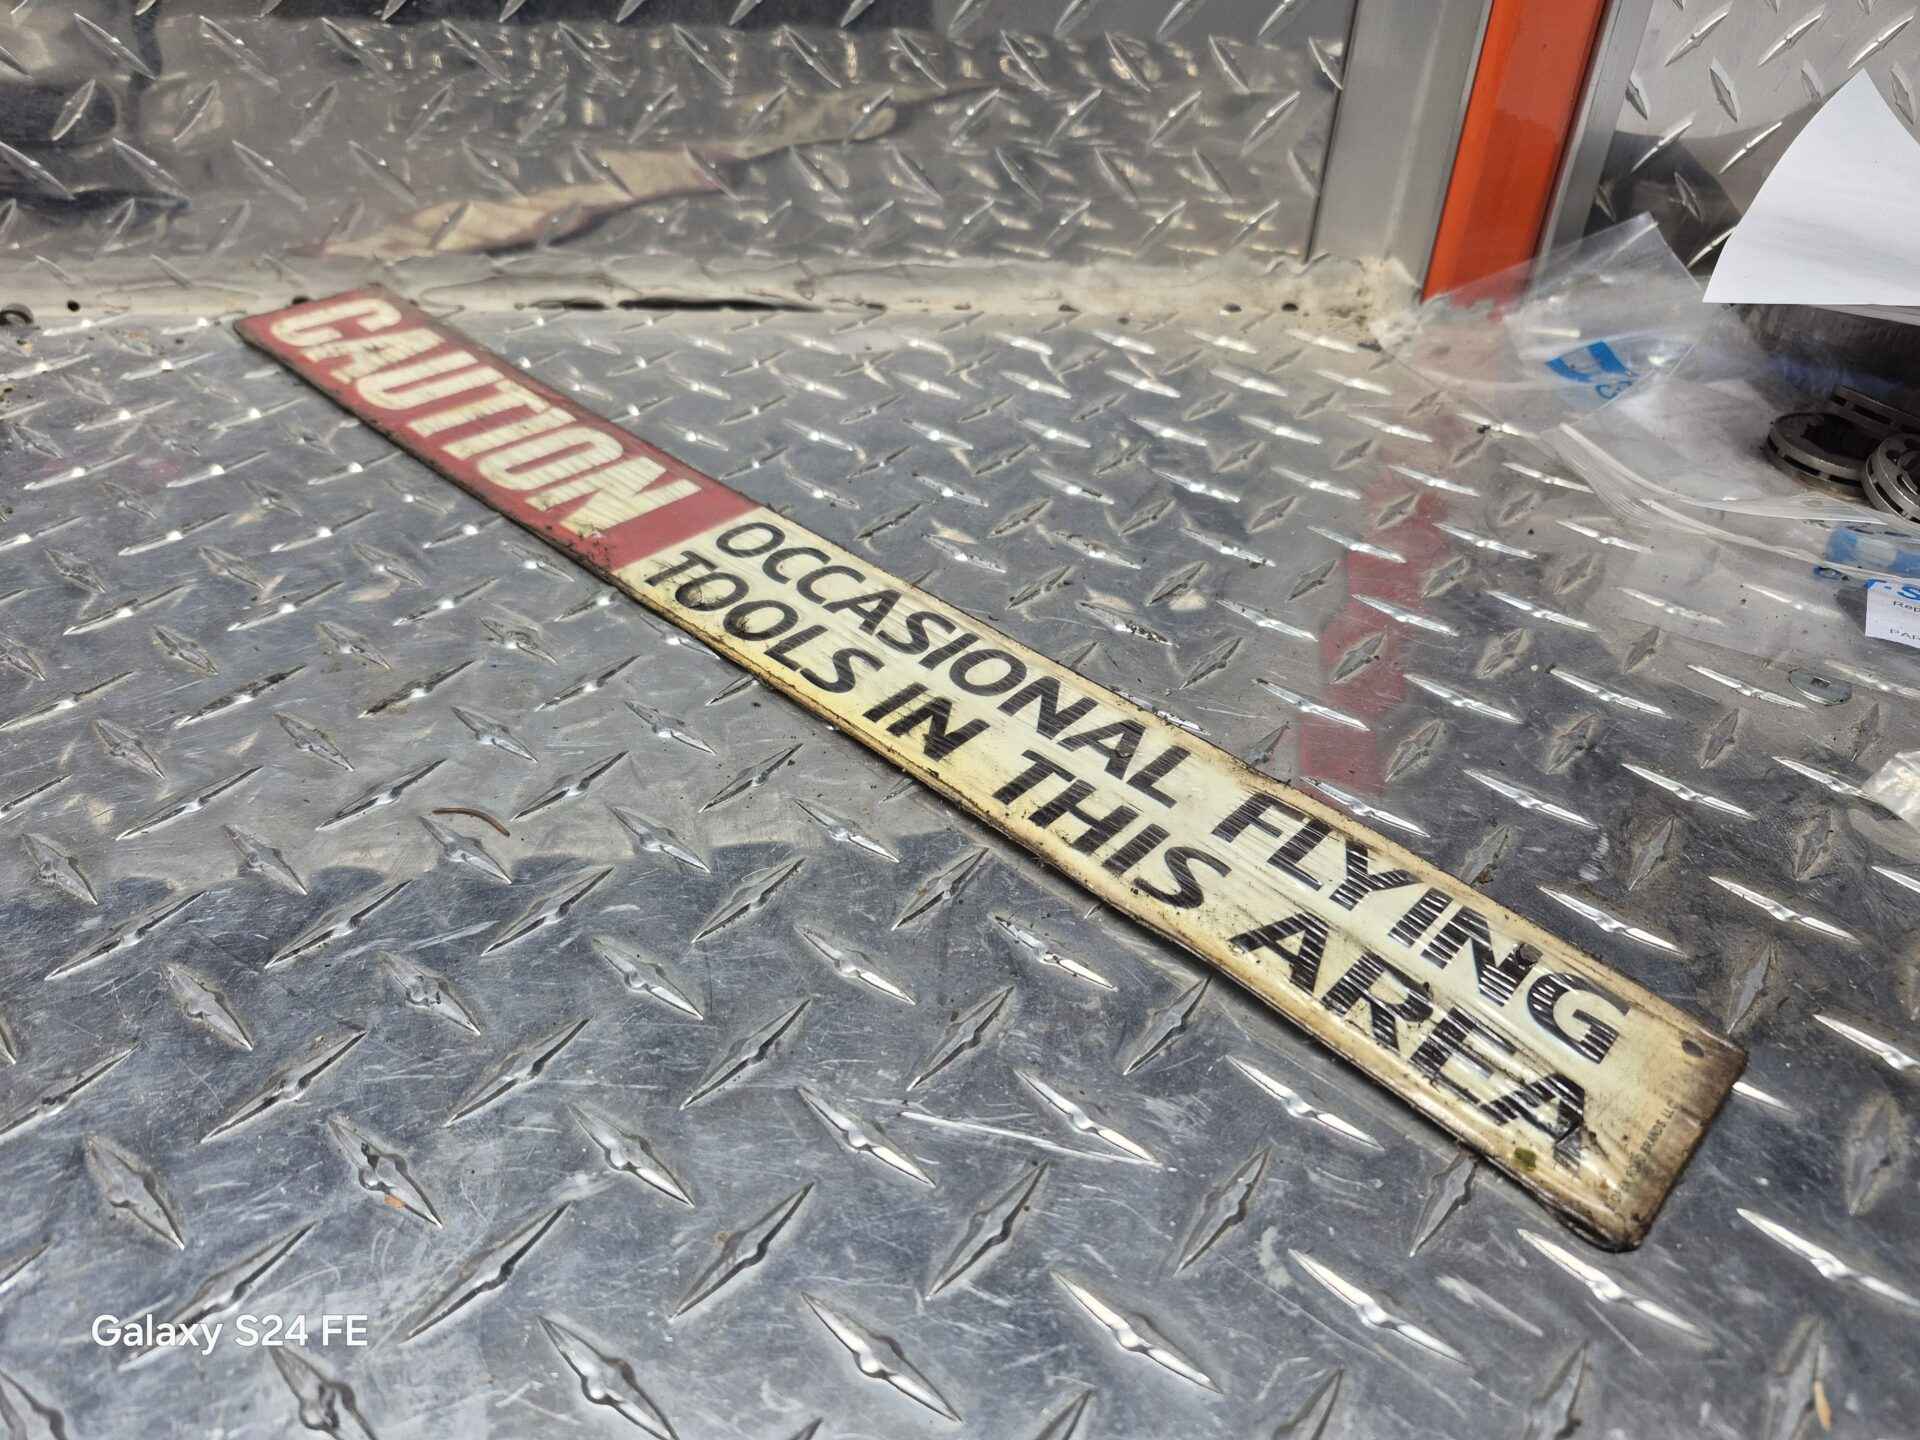 CAUTION
OCCASIONAL FLYING
TOOLS IN THIS AREA
Galaxy S24 FE